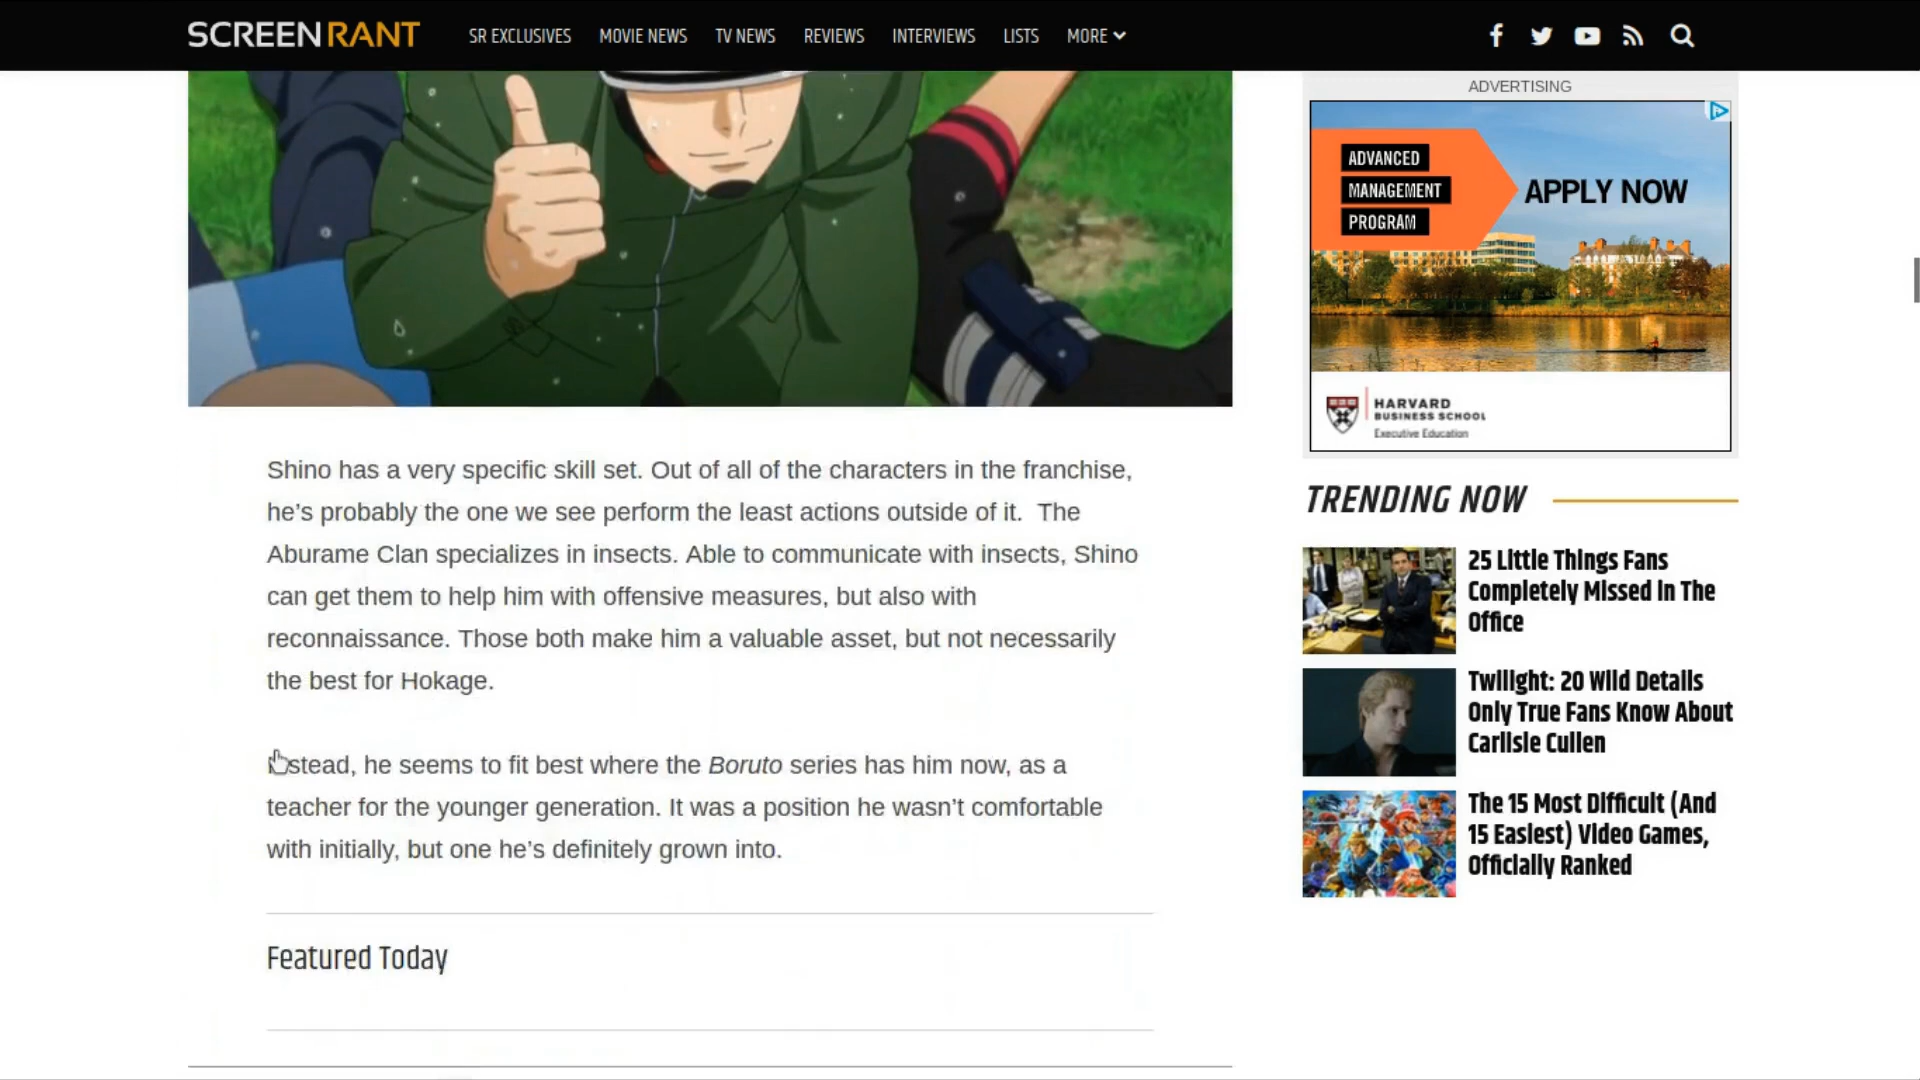 SCREENRANT
SR EXCLUSIVES MOVIE NEWS TV NEWS REVIEWS INTERVIEWS LISTS MORE
ADVERTISING
ADVANCED
MANAGEMENT
PROGRAM
APPLY NOW
HARVARD
BUSINESS SCHOOL
Executive Education
Shino has a very specific skill set. Out of all of the characters in the franchise,
he’s probably the one we see perform the least actions outside of it. The
Aburame Clan specializes in insects. Able to communicate with insects, Shino
can get them to help him with offensive measures, but also with
reconnaissance. Those both make him a valuable asset, but not necessarily
the best for Hokage.
Instead, he seems to fit best where the Boruto series has him now, as a
teacher for the younger generation. It was a position he wasn’t comfortable
with initially, but one he’s definitely grown into.
Featured Today
TRENDING NOW
25 Little Things Fans
Completely Missed In The
Office
Twilight: 20 Wild Details
Only True Fans Know About
Carlisle Cullen
The 15 Most Difficult (And
15 Easiest) Video Games,
Officially Ranked